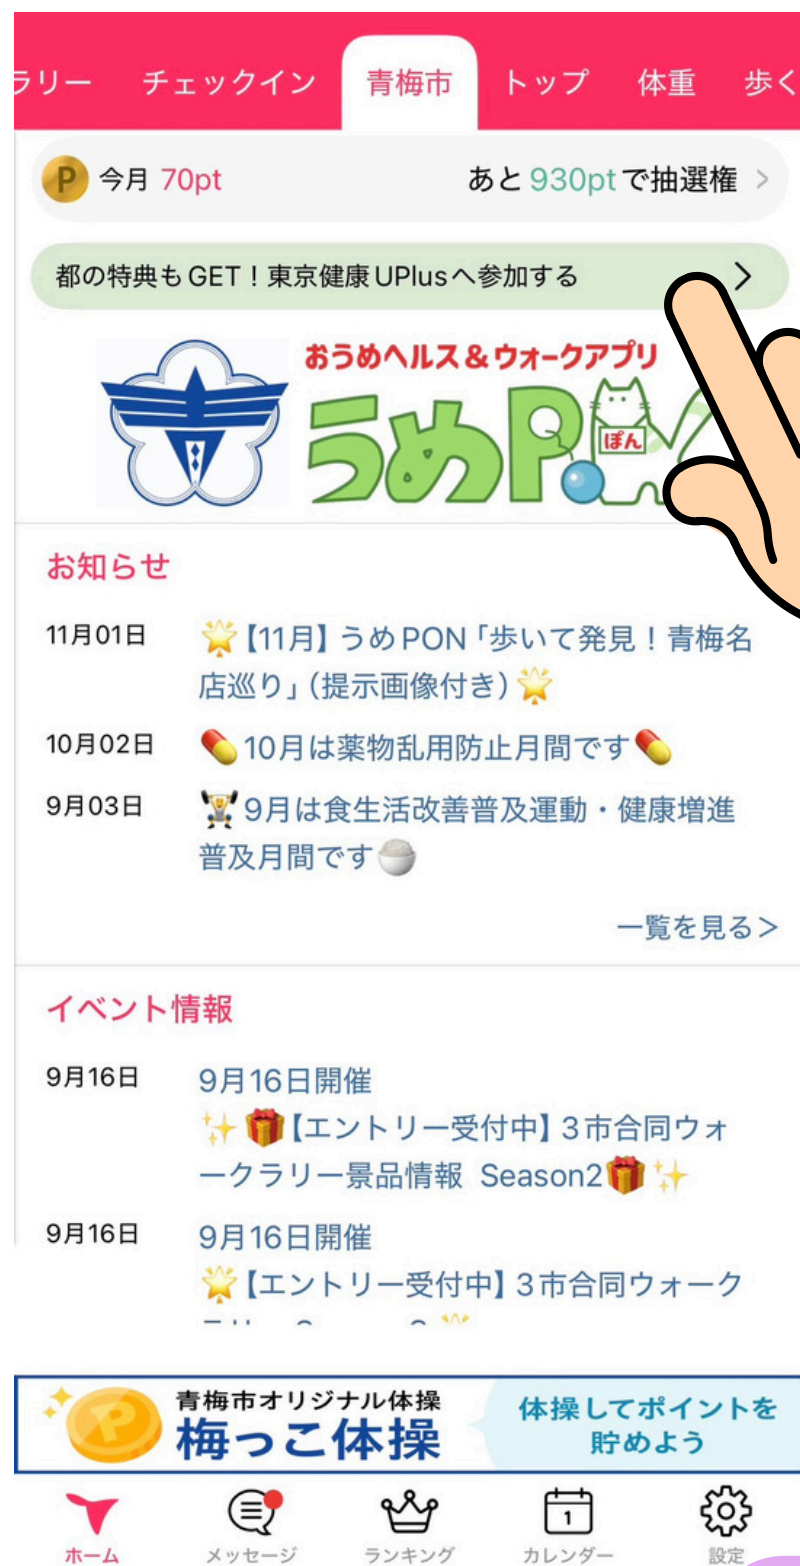 ラリー チェックイン 青梅市 トップ 体重 歩く
P 今月 70pt あと 930pt で抽選権 >
都の特典もGET！東京健康UPlusへ参加する
おうめヘルス＆ウォークアプリ
うめPON
ぽん
お知らせ
11月01日 🌟【11月】うめPON「歩いて発見！青梅名
店巡り」（提示画像付き）🌟
10月02日 💊10月は薬物乱用防止月間です💊
9月03日 🏋9月は食生活改善普及運動・健康増進
普及月間です🍚
一覧を見る＞
イベント情報
9月16日 9月16日開催
✨🎁【エントリー受付中】3市合同ウォ
ークラリー景品情報 Season2🎁✨
9月16日 9月16日開催
🌟【エントリー受付中】3市合同ウォーク
P 青梅市オリジナル体操
梅っこ体操
体操してポイントを
貯めよう
1
ホーム メッセージ ランキング カレンダー 設定